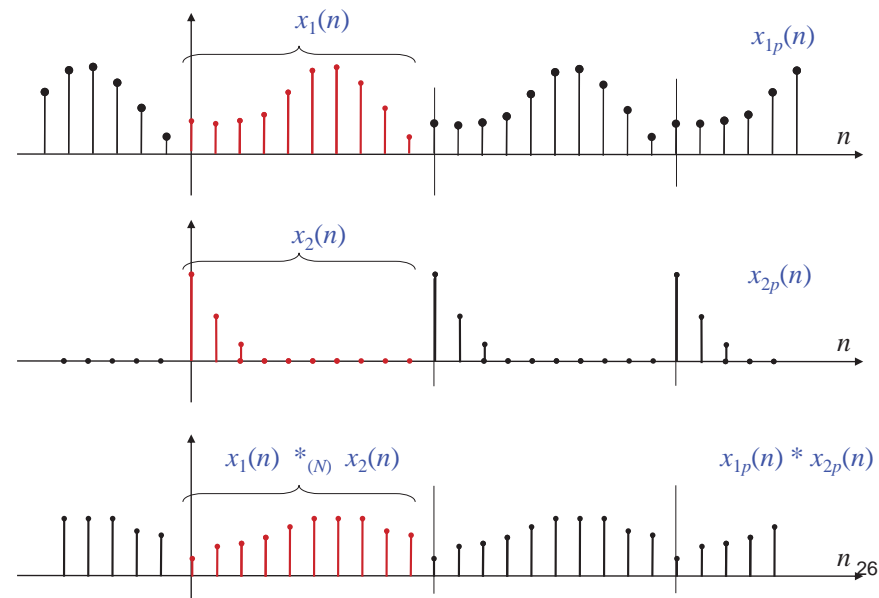 x₁(n)
x₁ₚ(n)
n
x₂(n)
x₂ₚ(n)
n
x₁(n) *₍N₎ x₂(n)
x₁ₚ(n) * x₂ₚ(n)
n
26